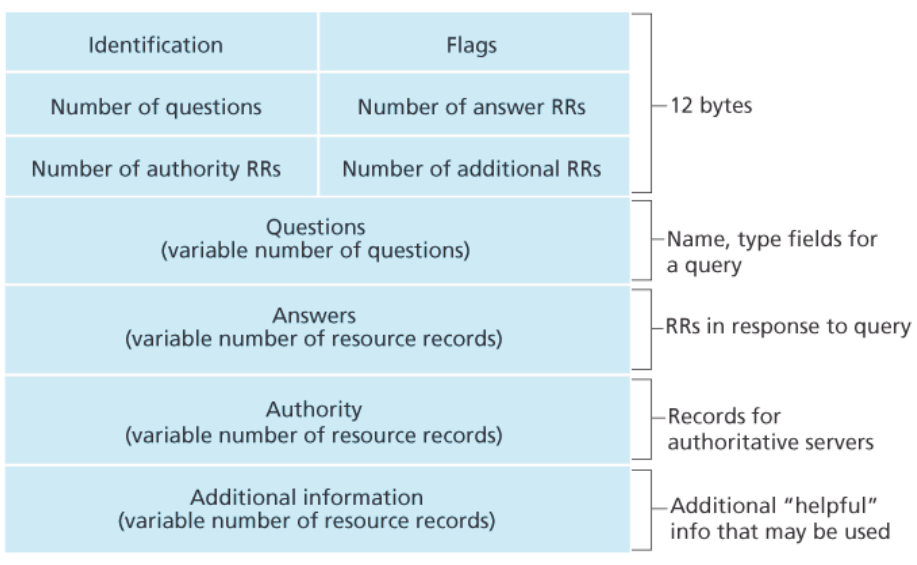 Identification
Flags
Number of questions
Number of answer RRs
12 bytes
Number of authority RRs
Number of additional RRs
Questions
(variable number of questions)
Name, type fields for
a query
Answers
(variable number of resource records)
RRs in response to query
Authority
(variable number of resource records)
Records for
authoritative servers
Additional information
(variable number of resource records)
Additional “helpful”
info that may be used